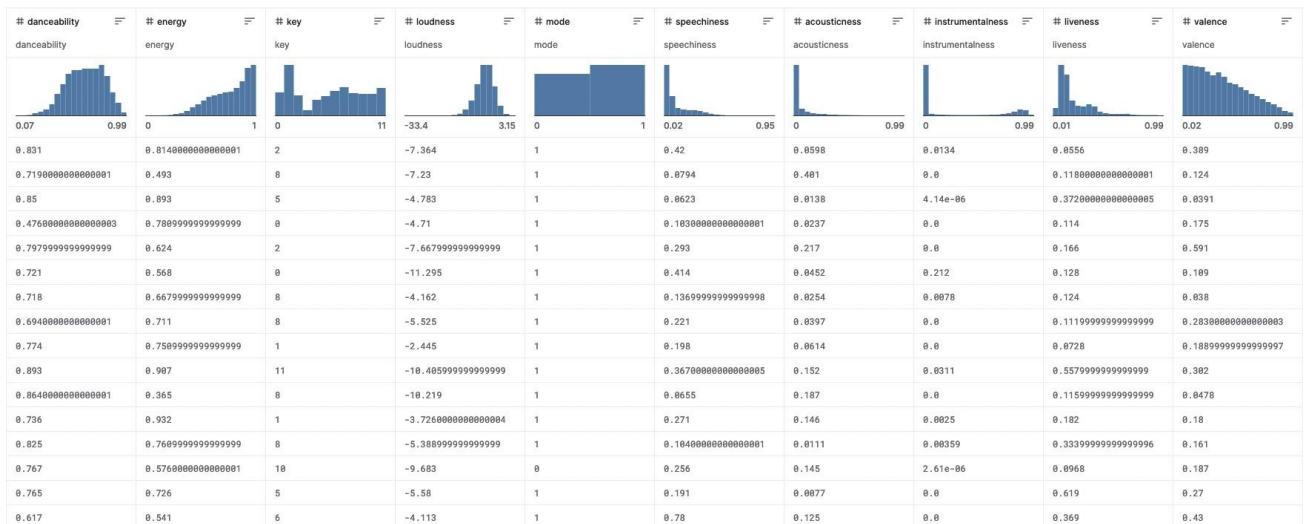 # danceability # energy # key # loudness # mode # speechiness # acousticness # instrumentalness # liveness # valence
danceability energy key loudness mode speechiness acousticness instrumentalness liveness valence
0.07 0.99 0 1 0 11 -33.4 3.15 0 1 0.02 0.95 0 0.99 0 0.99 0.01 0.99 0.02 0.99
0.831 0.8140000000000001 2 -7.364 1 0.42 0.0598 0.0134 0.0556 0.389
0.7190000000000001 0.493 8 -7.23 1 0.0794 0.401 0.0 0.11800000000000001 0.124
0.85 0.893 5 -4.783 1 0.0623 0.0138 4.14e-06 0.37200000000000005 0.0391
0.47600000000000003 0.7809999999999999 0 -4.71 1 0.10300000000000001 0.0237 0.0 0.114 0.175
0.7979999999999999 0.624 2 -7.667999999999999 1 0.293 0.217 0.0 0.166 0.591
0.721 0.568 0 -11.295 1 0.414 0.0452 0.212 0.128 0.109
0.718 0.6679999999999999 8 -4.162 1 0.13699999999999998 0.0254 0.0078 0.124 0.038
0.6940000000000001 0.711 8 -5.525 1 0.221 0.0397 0.0 0.11199999999999999 0.28300000000000003
0.774 0.7509999999999999 1 -2.445 1 0.198 0.0614 0.0 0.0728 0.18899999999999997
0.893 0.907 11 -10.405999999999999 1 0.36700000000000005 0.152 0.0311 0.5579999999999999 0.302
0.8640000000000001 0.365 8 -10.219 1 0.0655 0.187 0.0 0.11599999999999999 0.0478
0.736 0.932 1 -3.7260000000000004 1 0.271 0.146 0.0025 0.182 0.18
0.825 0.7609999999999999 8 -5.388999999999999 1 0.10400000000000001 0.0111 0.00359 0.33399999999999996 0.161
0.767 0.5760000000000001 10 -9.683 0 0.256 0.145 2.61e-06 0.0968 0.187
0.765 0.726 5 -5.58 1 0.191 0.0077 0.0 0.619 0.27
0.617 0.541 6 -4.113 1 0.78 0.125 0.0 0.369 0.43